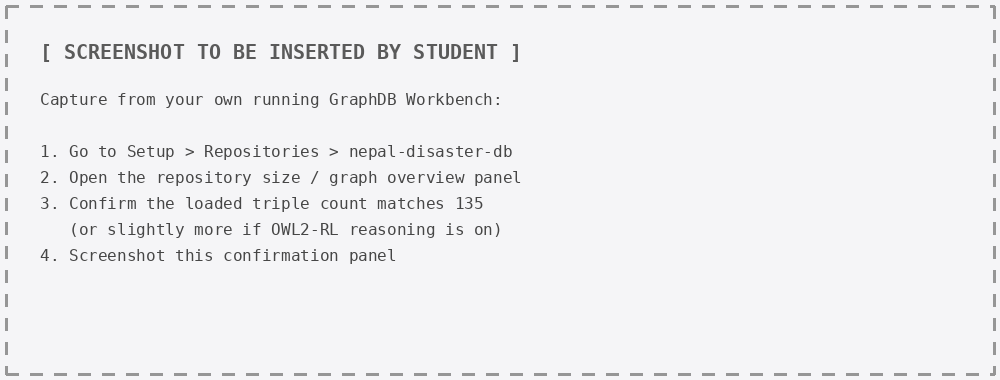 [ SCREENSHOT TO BE INSERTED BY STUDENT ]
Capture from your own running GraphDB Workbench:
1. Go to Setup > Repositories > nepal-disaster-db
2. Open the repository size / graph overview panel
3. Confirm the loaded triple count matches 135
(or slightly more if OWL2-RL reasoning is on)
4. Screenshot this confirmation panel